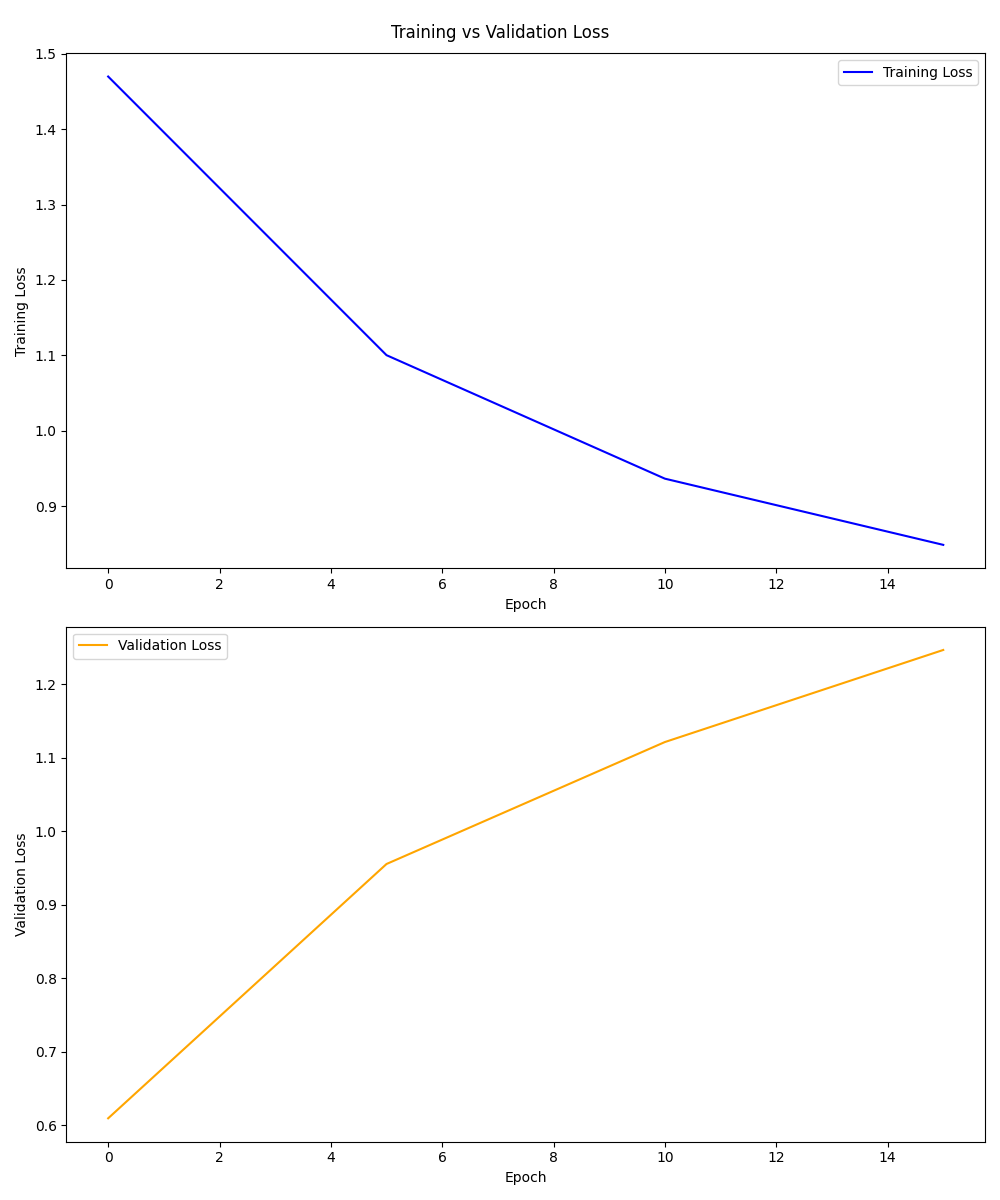 Training vs Validation Loss
1.5
1.4
1.3
1.2
1.1
1.0
0.9
Training Loss
Training Loss
0 2 4 6 8 10 12 14
Epoch
1.2
1.1
1.0
0.9
0.8
0.7
0.6
Validation Loss
Validation Loss
0 2 4 6 8 10 12 14
Epoch